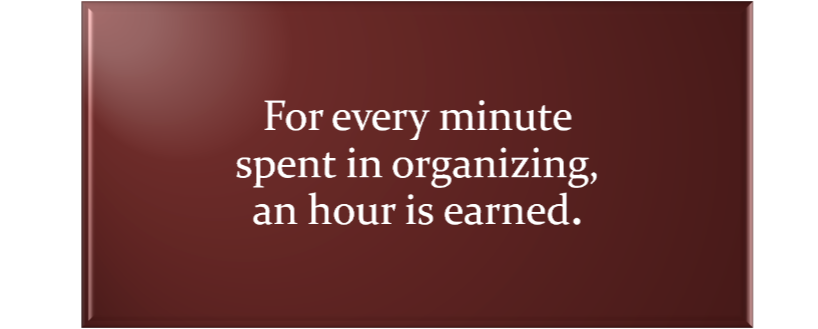 For every minute
spent in organizing,
an hour is earned.